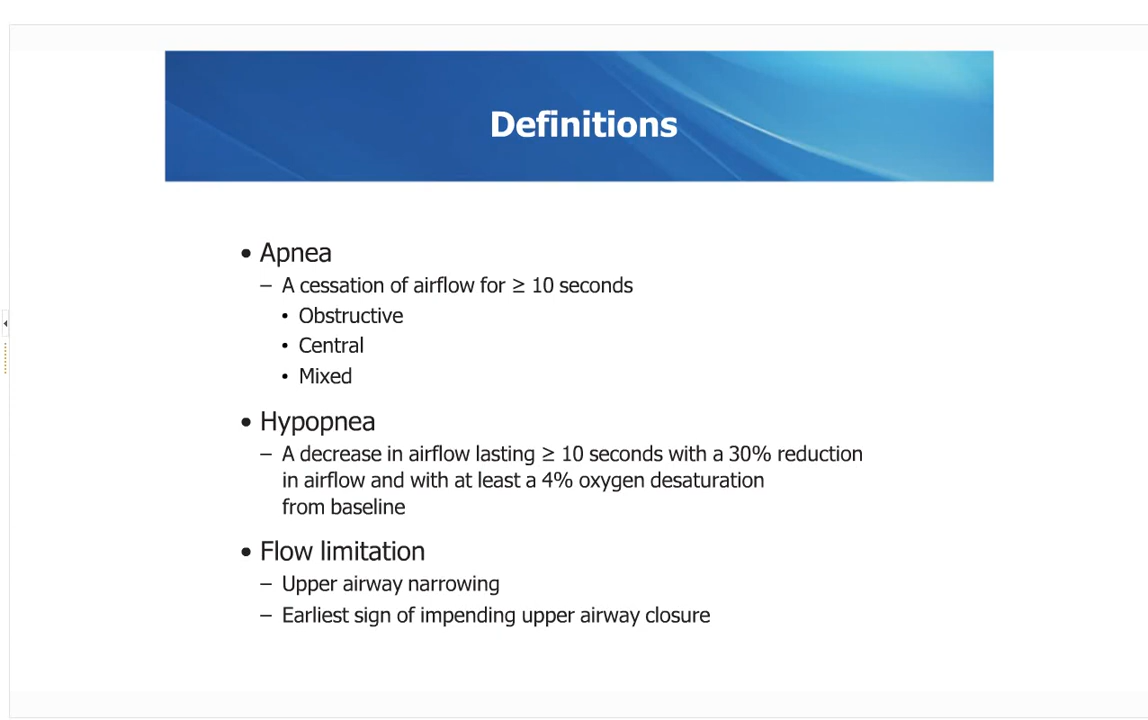 Definitions
• Apnea
– A cessation of airflow for ≥ 10 seconds
• Obstructive
• Central
• Mixed
• Hypopnea
– A decrease in airflow lasting ≥ 10 seconds with a 30% reduction
in airflow and with at least a 4% oxygen desaturation
from baseline
• Flow limitation
– Upper airway narrowing
– Earliest sign of impending upper airway closure